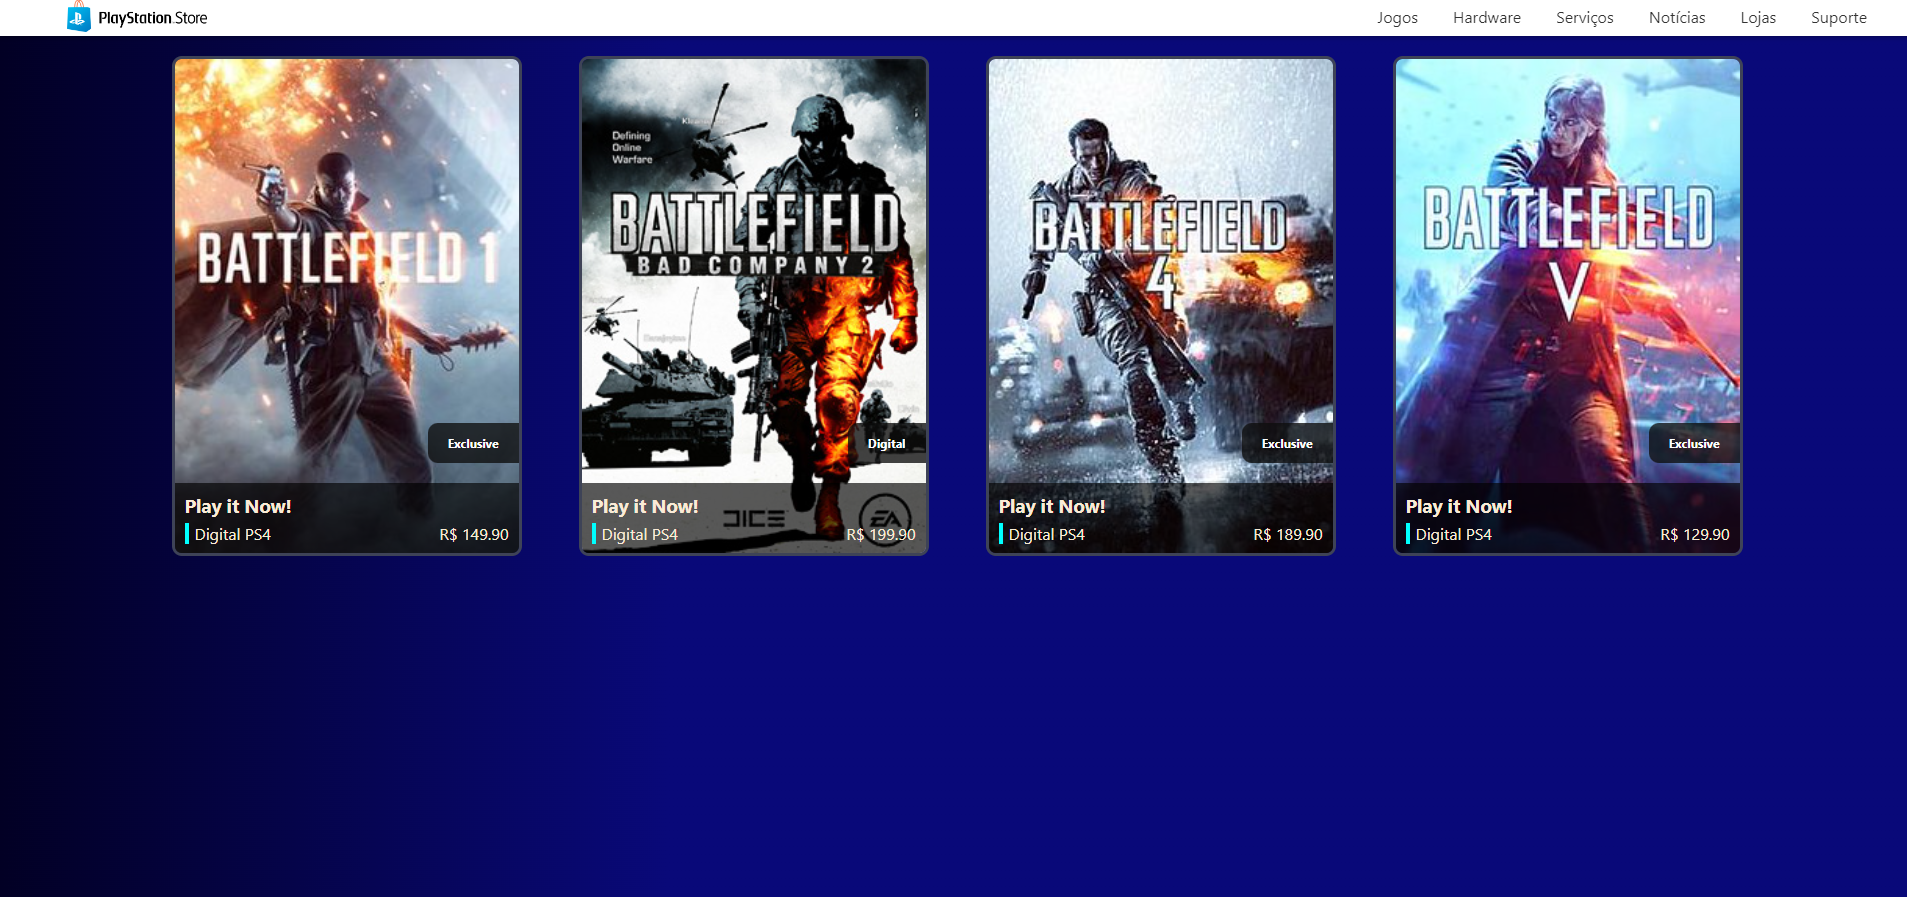 PlayStation.Store
Jogos Hardware Serviços Notícias Lojas Suporte
BATTLEFIELD 1
Exclusive
Play it Now!
Digital PS4 R$ 149.90
Defining
Online
Warfare
BATTLEFIELD
BAD COMPANY 2
Digital
Play it Now!
DICE
EA
Digital PS4 R$ 199.90
BATTLEFIELD
4
Exclusive
Play it Now!
Digital PS4 R$ 189.90
BATTLEFIELD
V
Exclusive
Play it Now!
Digital PS4 R$ 129.90